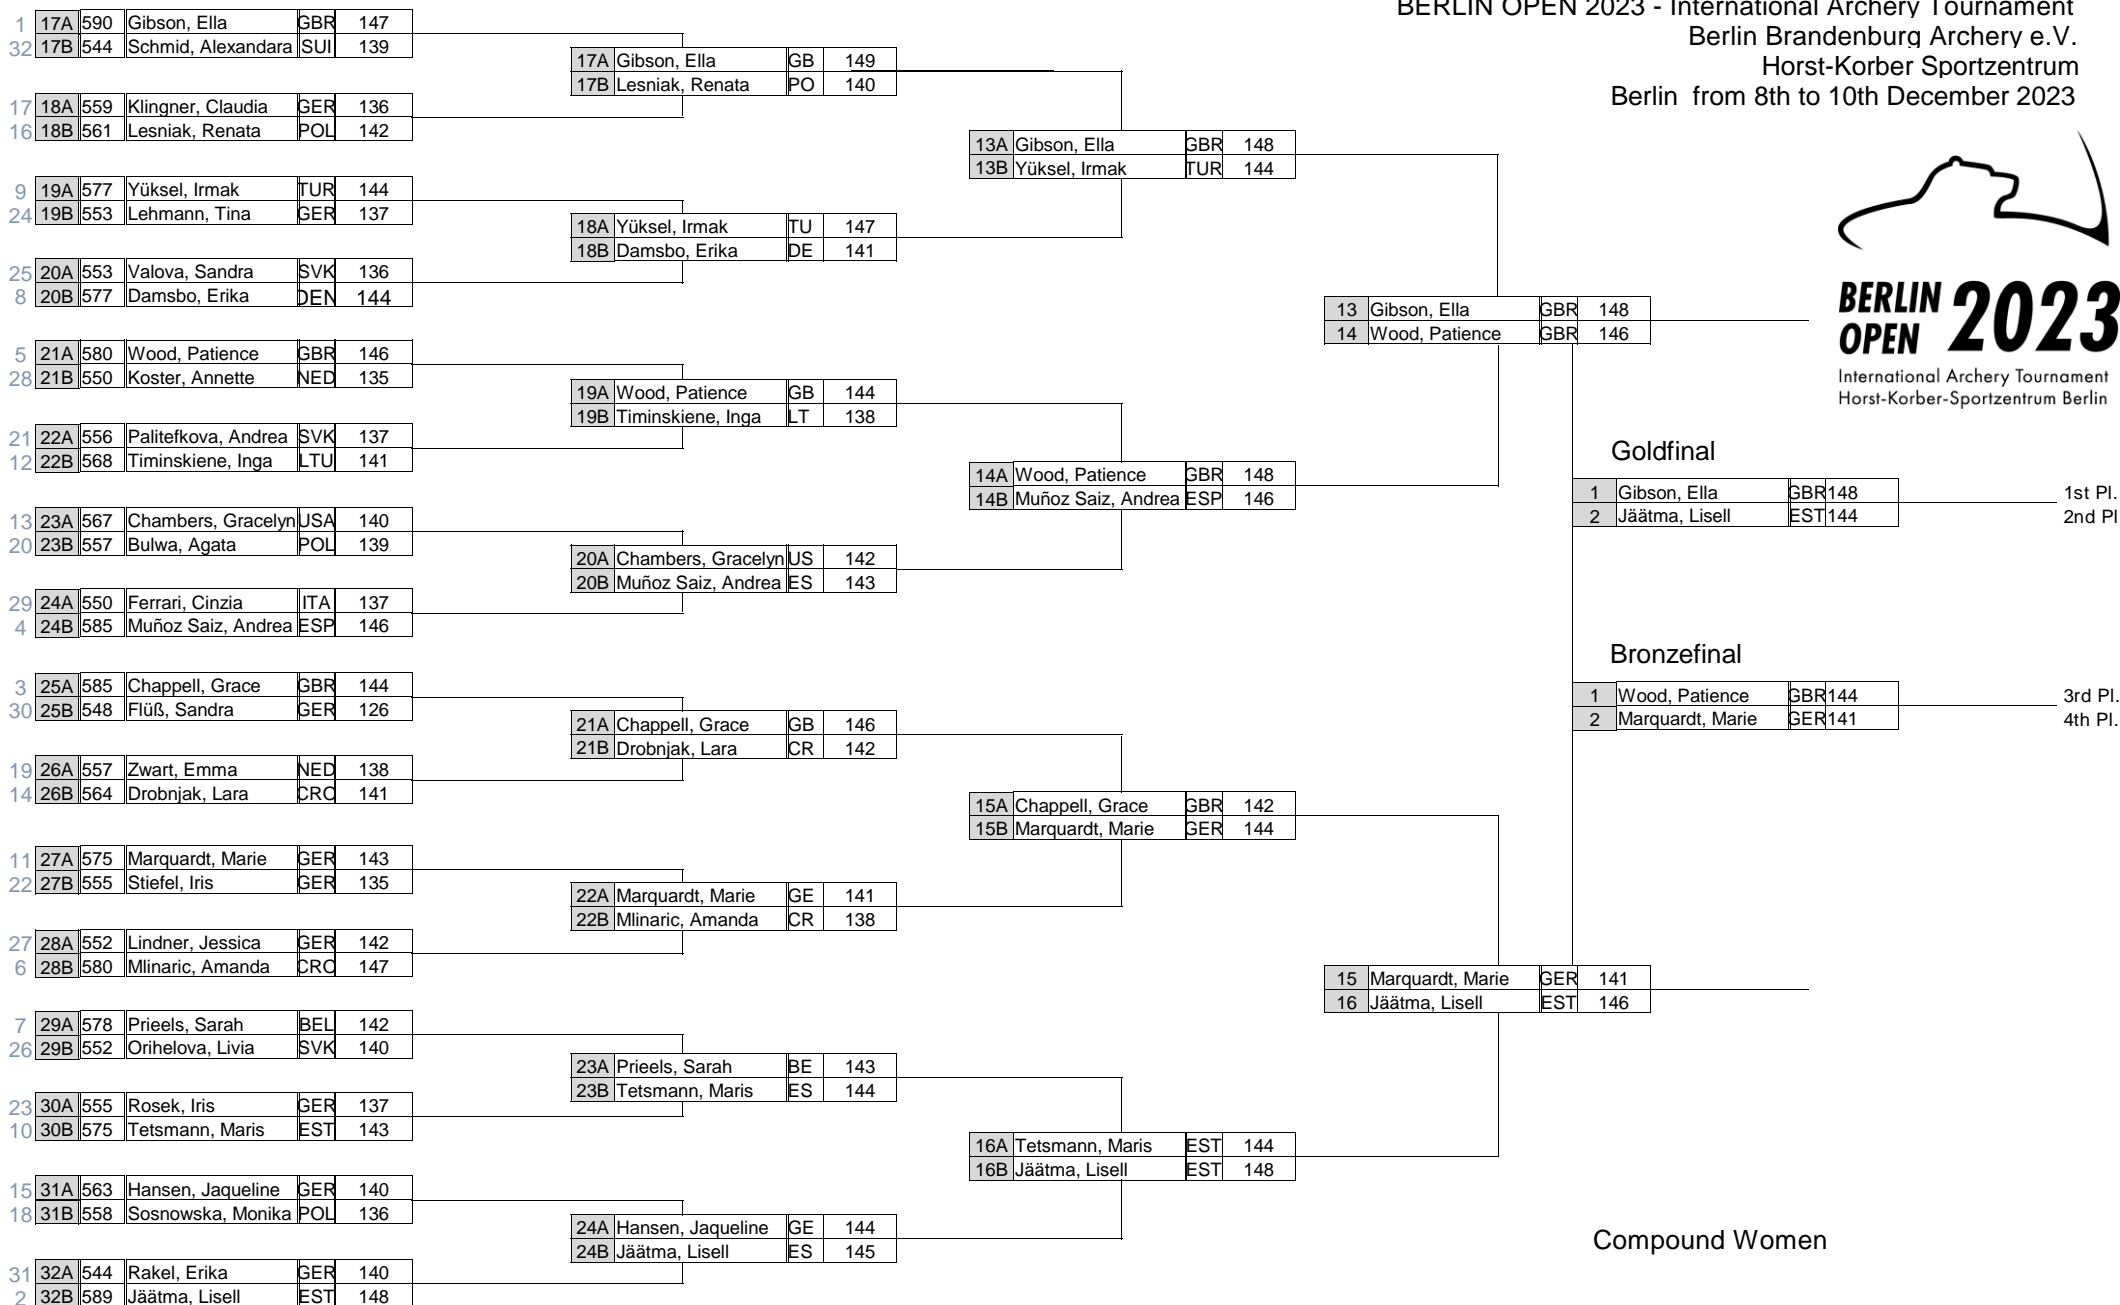 BERLIN OPEN 2023 - International Archery Tournament
Berlin Brandenburg Archery e.V.
Horst-Korber Sportzentrum
Berlin from 8th to 10th December 2023
BERLIN OPEN 2023
International Archery Tournament
Horst-Korber-Sportzentrum Berlin
1 17A 590 Gibson, Ella GBR 147
32 17B 544 Schmid, Alexandara SUI 139
17 18A 559 Klingner, Claudia GER 136
16 18B 561 Lesniak, Renata POL 142
9 19A 577 Yüksel, Irmak TUR 144
24 19B 553 Lehmann, Tina GER 137
25 20A 553 Valova, Sandra SVK 136
8 20B 577 Damsbo, Erika DEN 144
5 21A 580 Wood, Patience GBR 146
28 21B 550 Koster, Annette NED 135
21 22A 556 Palitefkova, Andrea SVK 137
12 22B 568 Timinskiene, Inga LTU 141
13 23A 567 Chambers, Gracelyn USA 140
20 23B 557 Bulwa, Agata POL 139
29 24A 550 Ferrari, Cinzia ITA 137
4 24B 585 Muñoz Saiz, Andrea ESP 146
3 25A 585 Chappell, Grace GBR 144
30 25B 548 Flüß, Sandra GER 126
19 26A 557 Zwart, Emma NED 138
14 26B 564 Drobnjak, Lara CRO 141
11 27A 575 Marquardt, Marie GER 143
22 27B 555 Stiefel, Iris GER 135
27 28A 552 Lindner, Jessica GER 142
6 28B 580 Mlinaric, Amanda CRO 147
7 29A 578 Prieels, Sarah BEL 142
26 29B 552 Orihelova, Livia SVK 140
23 30A 555 Rosek, Iris GER 137
10 30B 575 Tetsmann, Maris EST 143
15 31A 563 Hansen, Jaqueline GER 140
18 31B 558 Sosnowska, Monika POL 136
31 32A 544 Rakel, Erika GER 140
2 32B 589 Jäätma, Lisell EST 148
17A Gibson, Ella GB 149
17B Lesniak, Renata PO 140
18A Yüksel, Irmak TU 147
18B Damsbo, Erika DE 141
19A Wood, Patience GB 144
19B Timinskiene, Inga LT 138
20A Chambers, Gracelyn US 142
20B Muñoz Saiz, Andrea ES 143
21A Chappell, Grace GB 146
21B Drobnjak, Lara CR 142
22A Marquardt, Marie GE 141
22B Mlinaric, Amanda CR 138
23A Prieels, Sarah BE 143
23B Tetsmann, Maris ES 144
24A Hansen, Jaqueline GE 144
24B Jäätma, Lisell ES 145
13A Gibson, Ella GBR 148
13B Yüksel, Irmak TUR 144
14A Wood, Patience GBR 148
14B Muñoz Saiz, Andrea ESP 146
15A Chappell, Grace GBR 142
15B Marquardt, Marie GER 144
16A Tetsmann, Maris EST 144
16B Jäätma, Lisell EST 148
13 Gibson, Ella GBR 148
14 Wood, Patience GBR 146
15 Marquardt, Marie GER 141
16 Jäätma, Lisell EST 146
Goldfinal
1 Gibson, Ella GBR 148 1st Pl.
2 Jäätma, Lisell EST 144 2nd Pl
Bronzefinal
1 Wood, Patience GBR 144 3rd Pl.
2 Marquardt, Marie GER 141 4th Pl.
Compound Women